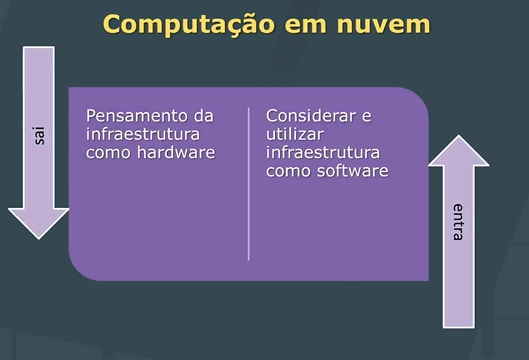 Computação em nuvem
sai
Pensamento da
infraestrutura
como hardware
Considerar e
utilizar
infraestrutura
como software
entra